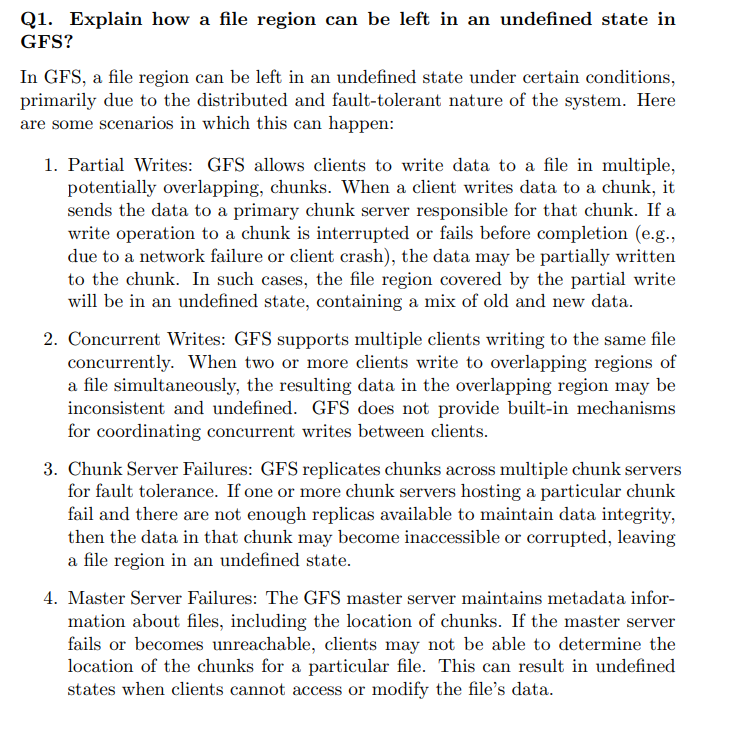 Q1. Explain how a file region can be left in an undefined state in
GFS?
In GFS, a file region can be left in an undefined state under certain conditions,
primarily due to the distributed and fault-tolerant nature of the system. Here
are some scenarios in which this can happen:
1. Partial Writes: GFS allows clients to write data to a file in multiple,
potentially overlapping, chunks. When a client writes data to a chunk, it
sends the data to a primary chunk server responsible for that chunk. If a
write operation to a chunk is interrupted or fails before completion (e.g.,
due to a network failure or client crash), the data may be partially written
to the chunk. In such cases, the file region covered by the partial write
will be in an undefined state, containing a mix of old and new data.
2. Concurrent Writes: GFS supports multiple clients writing to the same file
concurrently. When two or more clients write to overlapping regions of
a file simultaneously, the resulting data in the overlapping region may be
inconsistent and undefined. GFS does not provide built-in mechanisms
for coordinating concurrent writes between clients.
3. Chunk Server Failures: GFS replicates chunks across multiple chunk servers
for fault tolerance. If one or more chunk servers hosting a particular chunk
fail and there are not enough replicas available to maintain data integrity,
then the data in that chunk may become inaccessible or corrupted, leaving
a file region in an undefined state.
4. Master Server Failures: The GFS master server maintains metadata infor-
mation about files, including the location of chunks. If the master server
fails or becomes unreachable, clients may not be able to determine the
location of the chunks for a particular file. This can result in undefined
states when clients cannot access or modify the file's data.